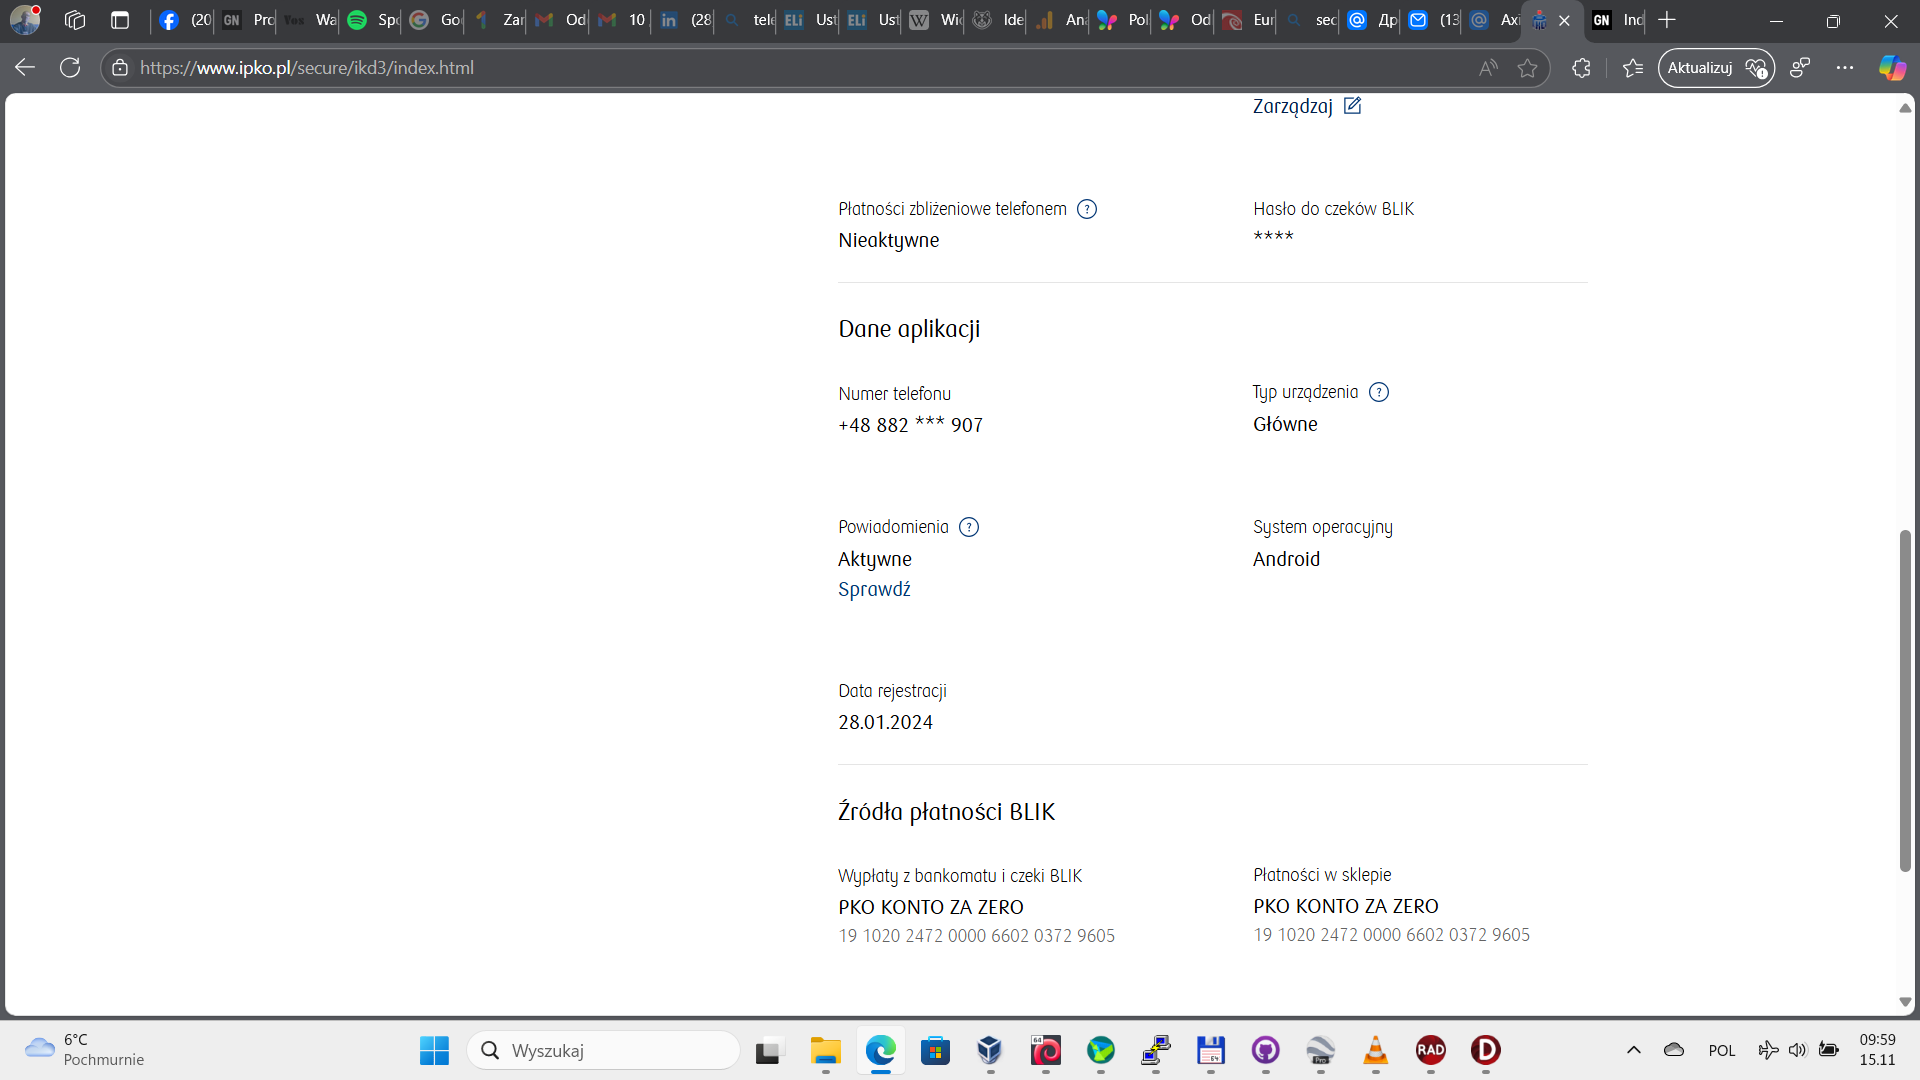 (20
Pro
Vox
Wa
Spo
Go
Zar
Od
10
(28
tele
Ust
Ust
Wi
Ide
Ana
Pol
Od
Eur
sec
Др
(13
Axi
GN
Ind
https://www.ipko.pl/secure/ikd3/index.html
Aktualizuj
Zarządzaj
Płatności zbliżeniowe telefonem
Nieaktywne
Hasło do czeków BLIK
****
Dane aplikacji
Numer telefonu
+48 882 *** 907
Typ urządzenia
Główne
Powiadomienia
Aktywne
Sprawdź
System operacyjny
Android
Data rejestracji
28.01.2024
Źródła płatności BLIK
Wypłaty z bankomatu i czeki BLIK
PKO KONTO ZA ZERO
19 1020 2472 0000 6602 0372 9605
Płatności w sklepie
PKO KONTO ZA ZERO
19 1020 2472 0000 6602 0372 9605
6°C
Pochmurnie
Wyszukaj
POL
09:59
15.11